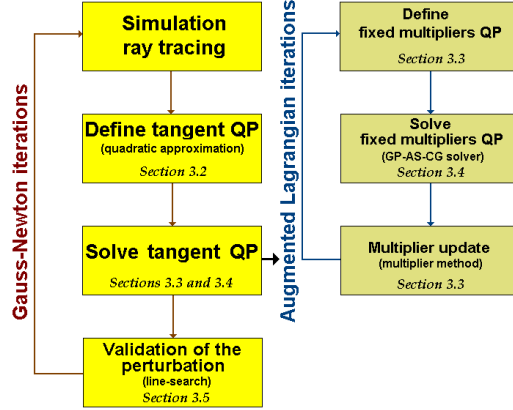 Simulation
ray tracing
Define tangent QP
(quadratic approximation)
Section 3.2
Solve tangent QP
Sections 3.3 and 3.4
Validation of the
perturbation
(line-search)
Section 3.5
Gauss-Newton iterations
Augmented Lagrangian iterations
Define
fixed multipliers QP
Section 3.3
Solve
fixed multipliers QP
(GP-AS-CG solver)
Section 3.4
Multiplier update
(multiplier method)
Section 3.3